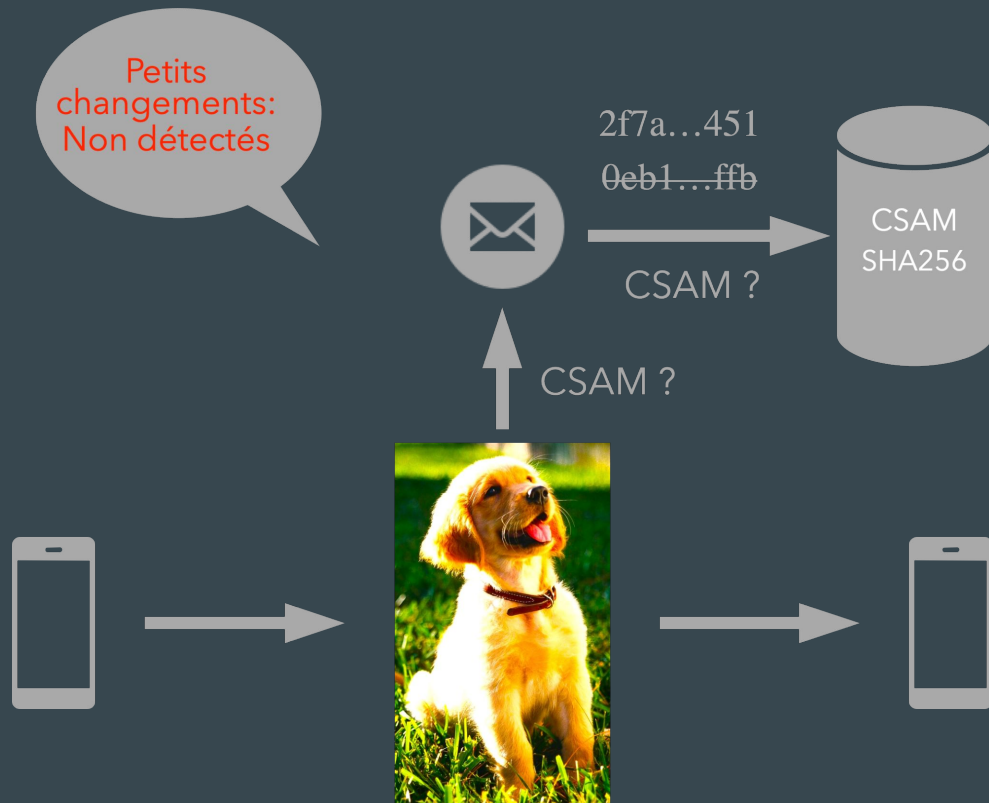 Petits
changements:
Non détectés
2f7a…451
0eb1…ffb
CSAM
SHA256
CSAM ?
CSAM ?